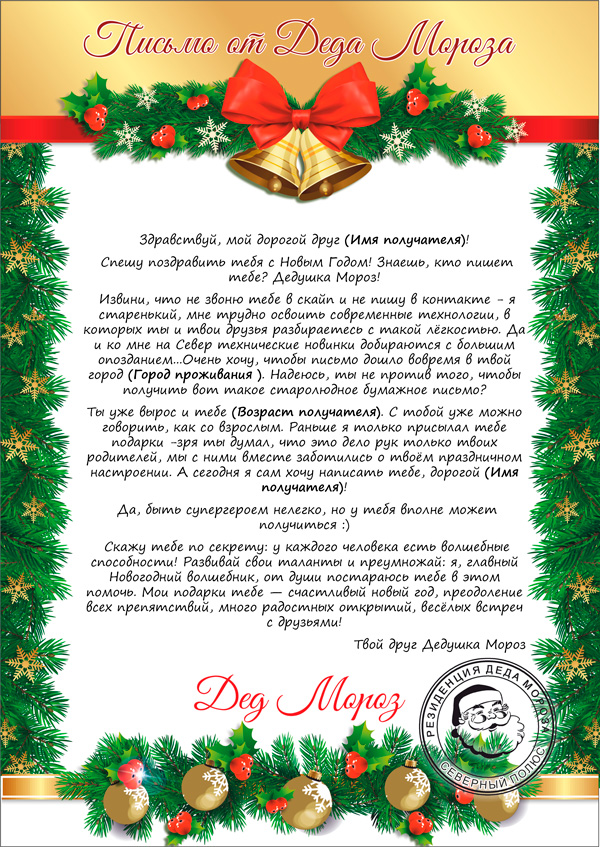 Письмо от Деда Мороза
Здравствуй, мой дорогой друг (Имя получателя)!
Спешу поздравить тебя с Новым Годом! Знаешь, кто пишет
тебе? Дедушка Мороз!
Извини, что не звоню тебе в скайп и не пишу в контакте - я
старенький, мне трудно освоить современные технологии, в
которых ты и твои друзья разбираетесь с такой лёгкостью. Да
и ко мне на Север технические новинки добираются с большим
опозданием...Очень хочу, чтобы письмо дошло вовремя в твой
город (Город проживания ). Надеюсь, ты не против того, чтобы
получить вот такое старолюдное бумажное письмо?
Ты уже вырос и тебе (Возраст получателя). С тобой уже можно
говорить, как со взрослым. Раньше я только присылал тебе
подарки -зря ты думал, что это дело рук только твоих
родителей, мы с ними вместе заботились о твоём праздничном
настроении. А сегодня я сам хочу написать тебе, дорогой (Имя
получателя)!
Да, быть супергероем нелегко, но у тебя вполне может
получиться :)
Скажу тебе по секрету: у каждого человека есть волшебные
способности! Развивай свои таланты и преумножай: я, главный
Новогодний волшебник, от души постараюсь тебе в этом
помочь. Мои подарки тебе — счастливый новый год, преодоление
всех препятствий, много радостных открытий, весёлых встреч
с друзьями!
Твой друг Дедушка Мороз
Дед Мороз
РЕЗИДЕНЦИЯ ДЕДА МОРОЗА
СЕВЕРНЫЙ ПОЛЮС